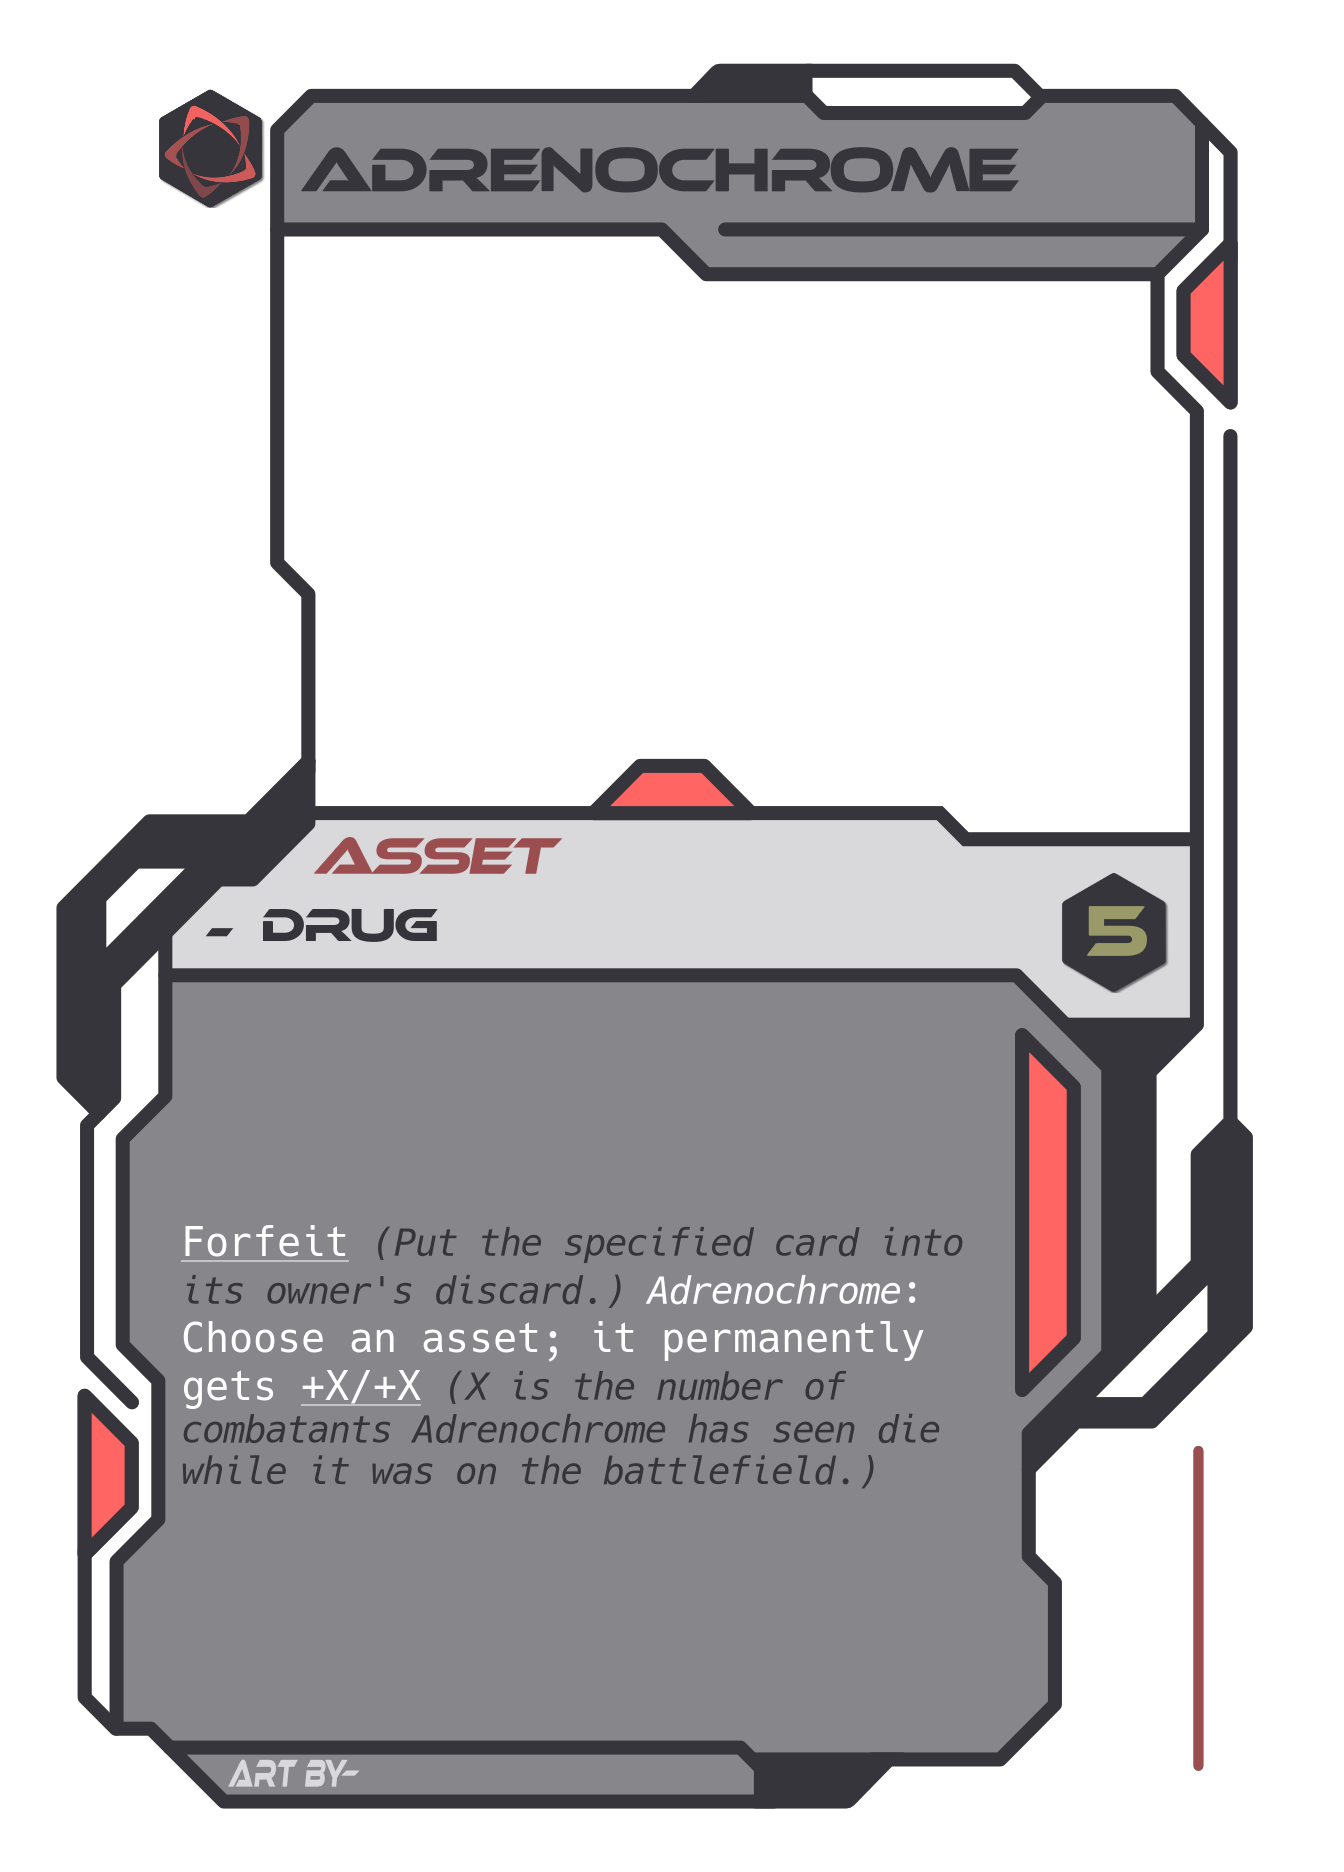 ADRENOCHROME
ASSET
- DRUG
5
Forfeit (Put the specified card into
its owner's discard.) Adrenochrome:
Choose an asset; it permanently
gets +X/+X (X is the number of
combatants Adrenochrome has seen die
while it was on the battlefield.)
ART BY-